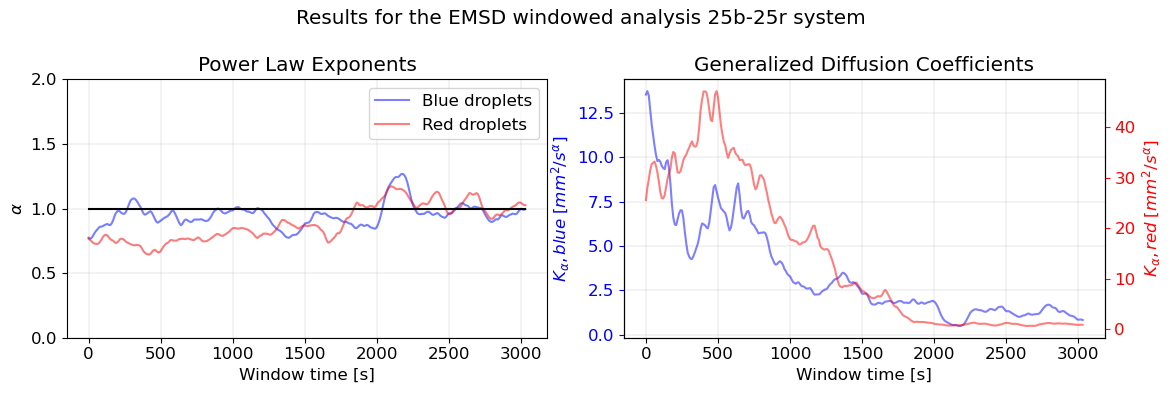 Results for the EMSD windowed analysis 25b-25r system
Power Law Exponents
2.0
1.5
1.0
0.5
0.0
α
0 500 1000 1500 2000 2500 3000
Window time [s]
Blue droplets
Red droplets
Generalized Diffusion Coefficients
12.5
10.0
7.5
5.0
2.5
0.0
Kα, blue [mm²/sᵅ]
0 500 1000 1500 2000 2500 3000
Window time [s]
40
30
20
10
0
Kα, red [mm²/sᵅ]